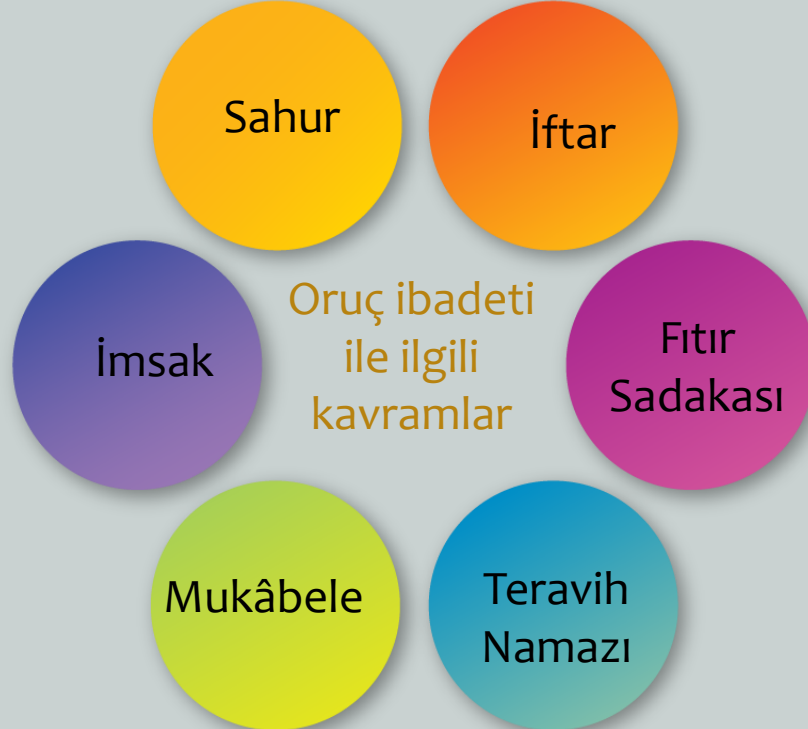 Sahur
İftar
Oruç ibadeti
ile ilgili
kavramlar
İmsak
Fıtır
Sadakası
Mukâbele
Teravih
Namazı